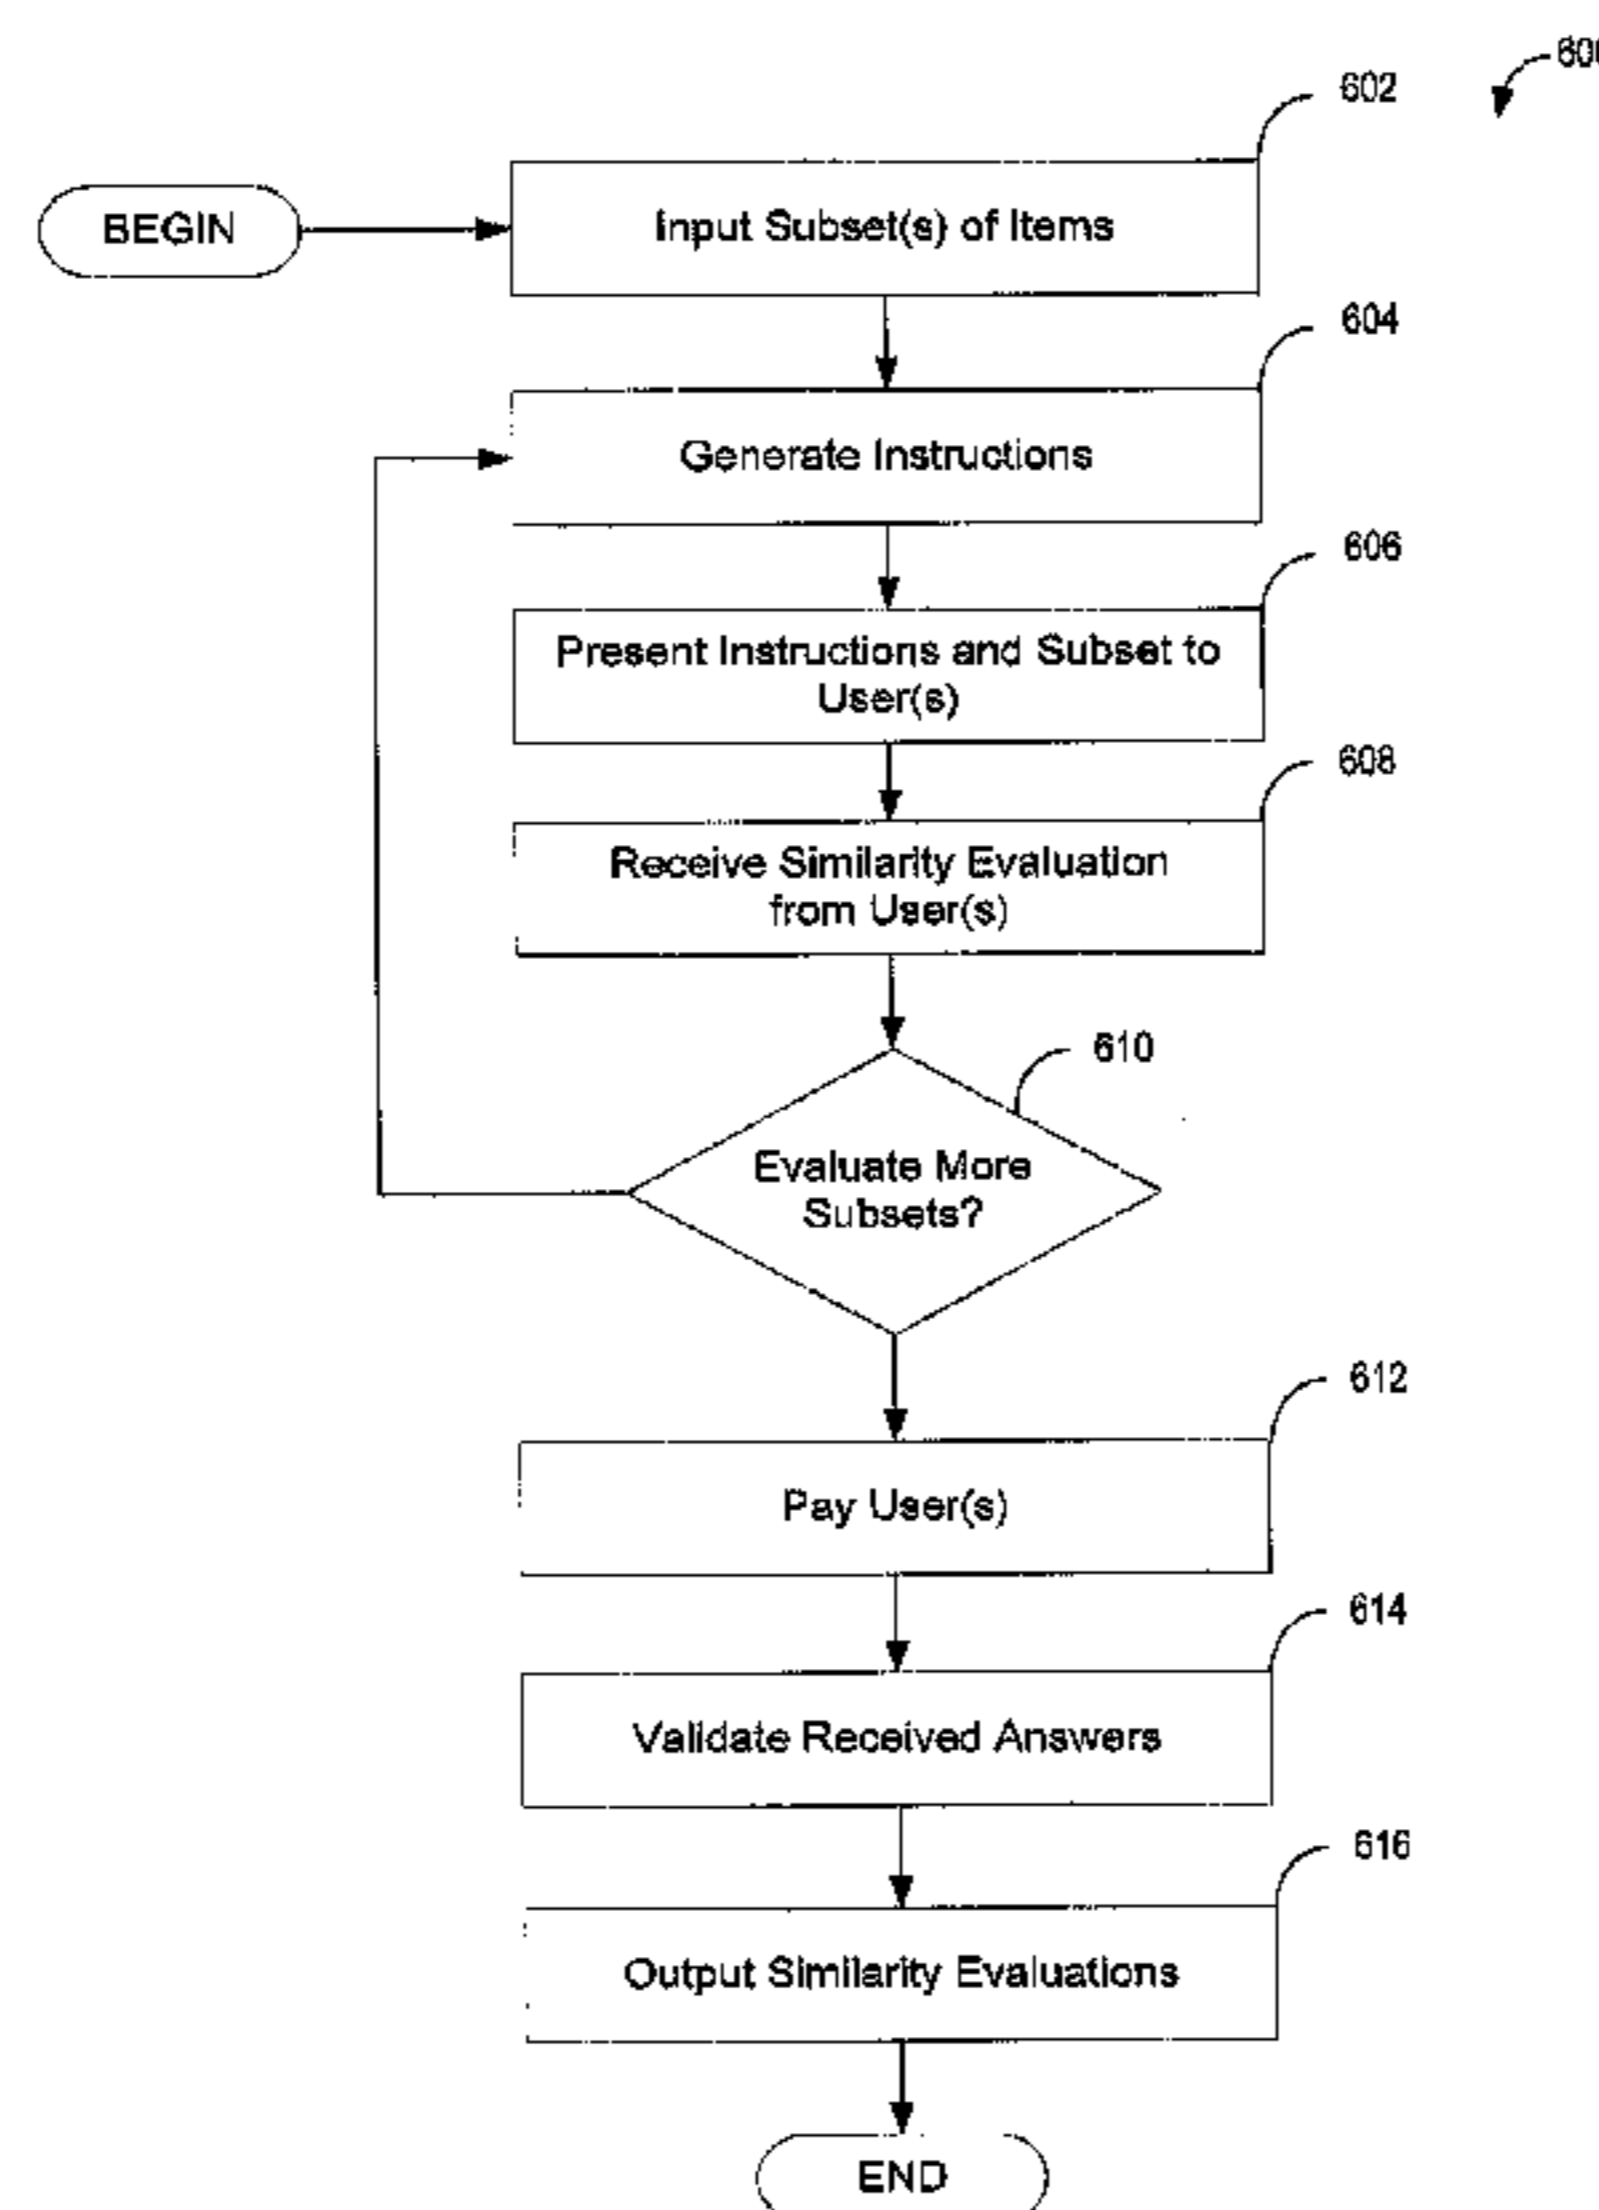 600
602
BEGIN
Input Subset(s) of Items
604
Generate Instructions
606
Present Instructions and Subset to
User(s)
608
Receive Similarity Evaluation
from User(s)
610
Evaluate More
Subsets?
612
Pay User(s)
614
Validate Received Answers
616
Output Similarity Evaluations
END